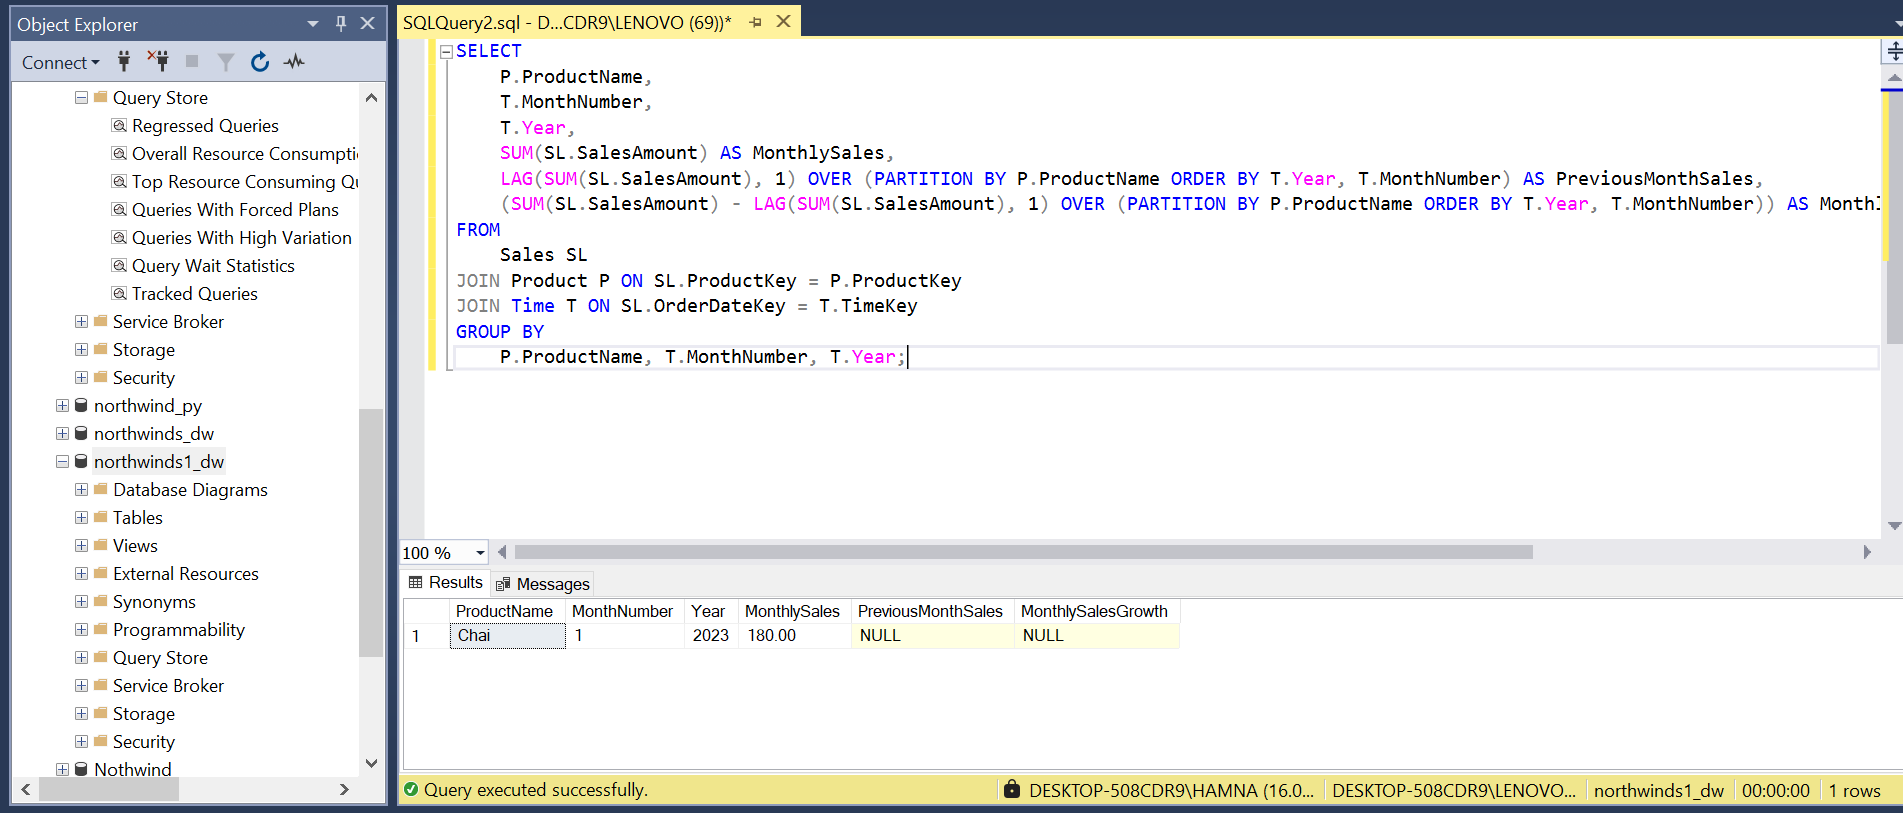 Object Explorer
Connect
Query Store
Regressed Queries
Overall Resource Consumpti
Top Resource Consuming Qu
Queries With Forced Plans
Queries With High Variation
Query Wait Statistics
Tracked Queries
Service Broker
Storage
Security
northwind_py
northwinds_dw
northwinds1_dw
Database Diagrams
Tables
Views
External Resources
Synonyms
Programmability
Query Store
Service Broker
Storage
Security
Nothwind
SQLQuery2.sql - D...CDR9\LENOVO (69))*
SELECT
P.ProductName,
T.MonthNumber,
T.Year,
SUM(SL.SalesAmount) AS MonthlySales,
LAG(SUM(SL.SalesAmount), 1) OVER (PARTITION BY P.ProductName ORDER BY T.Year, T.MonthNumber) AS PreviousMonthSales,
(SUM(SL.SalesAmount) - LAG(SUM(SL.SalesAmount), 1) OVER (PARTITION BY P.ProductName ORDER BY T.Year, T.MonthNumber)) AS Monthl
FROM
Sales SL
JOIN Product P ON SL.ProductKey = P.ProductKey
JOIN Time T ON SL.OrderDateKey = T.TimeKey
GROUP BY
P.ProductName, T.MonthNumber, T.Year;
100 %
Results Messages
ProductName MonthNumber Year MonthlySales PreviousMonthSales MonthlySalesGrowth
1 Chai 1 2023 180.00 NULL NULL
Query executed successfully. DESKTOP-508CDR9\HAMNA (16.0... DESKTOP-508CDR9\LENOVO... northwinds1_dw 00:00:00 1 rows